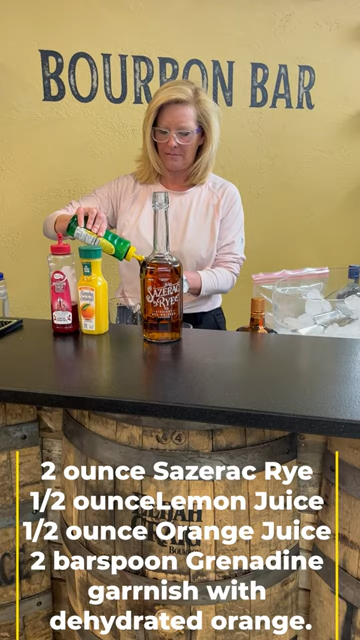 BOURBON BAR
SAZERAC
RYE
2 ounce Sazerac Rye
1/2 ounceLemon Juice
1/2 ounce Orange Juice
2 barspoon Grenadine
garrnish with
dehydrated orange.